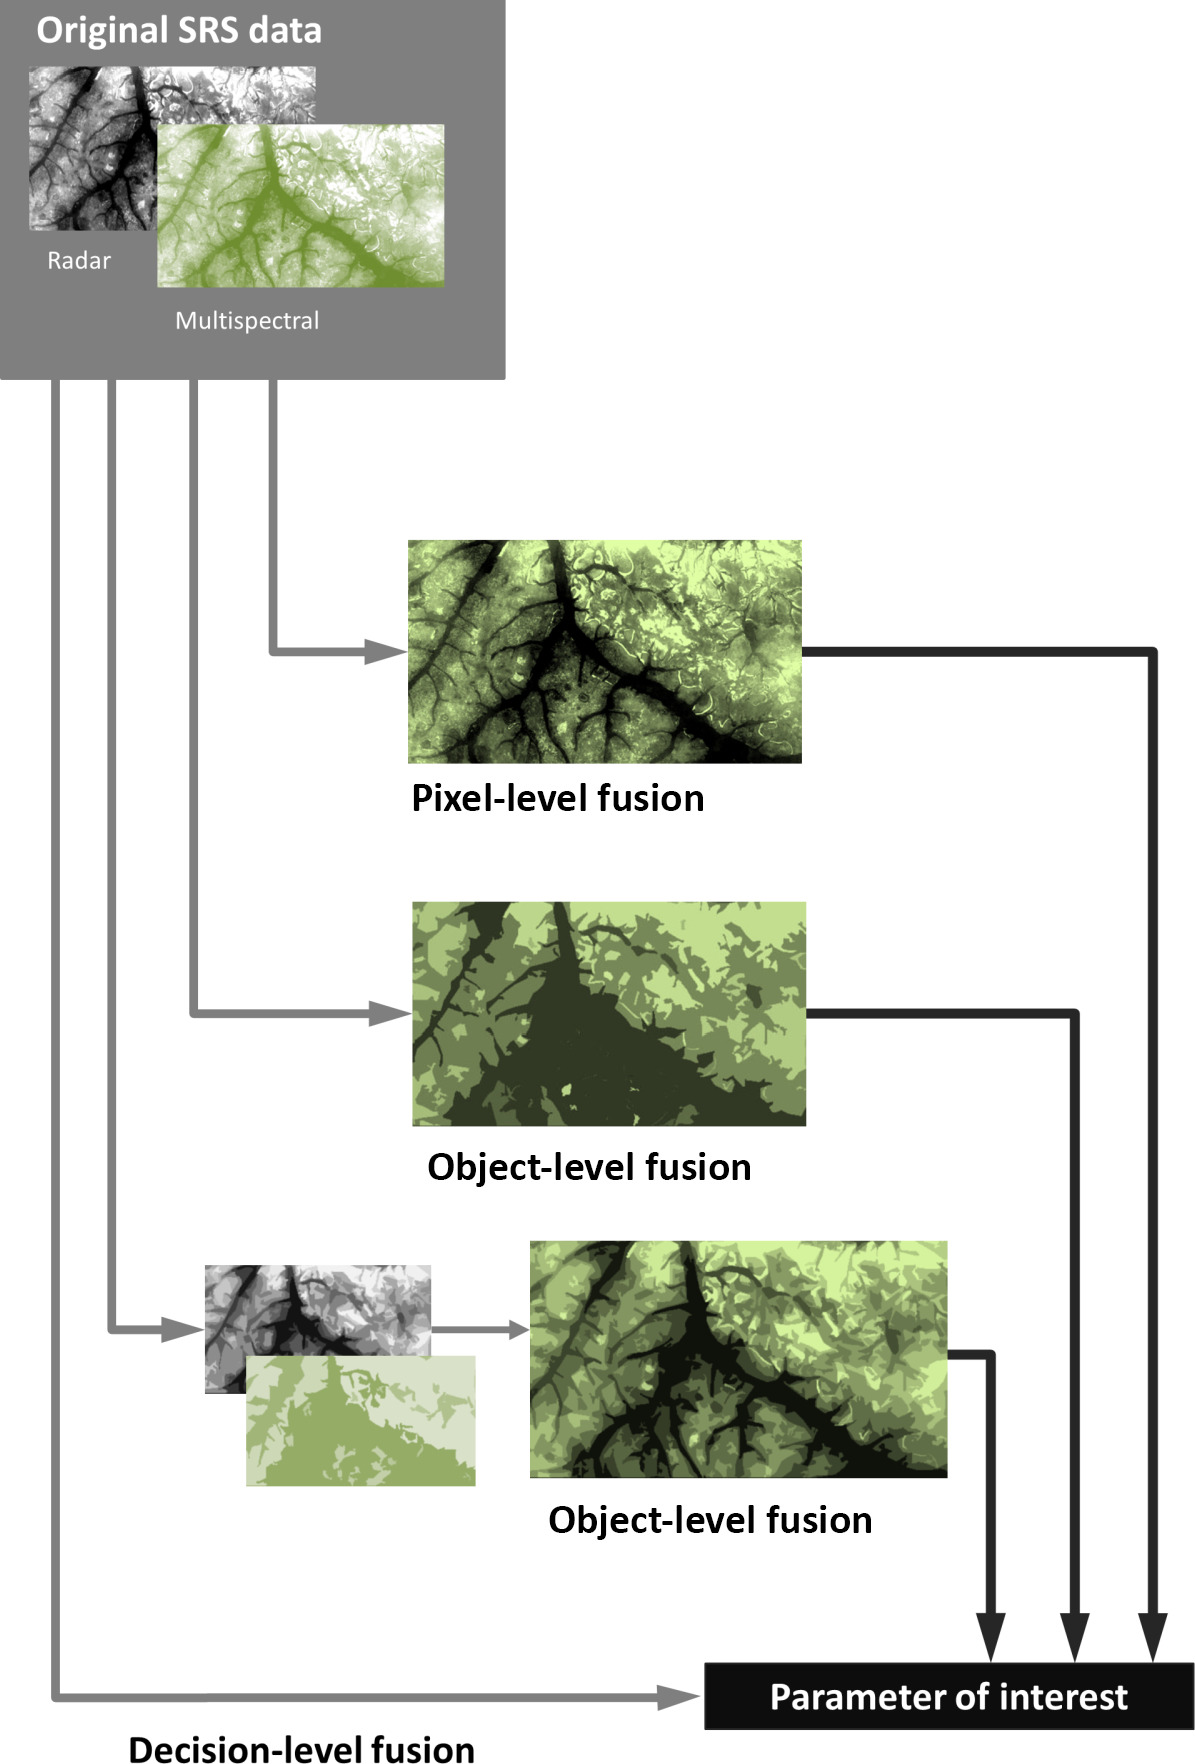 Original SRS data
Radar
Multispectral
Pixel-level fusion
Object-level fusion
Object-level fusion
Parameter of interest
Decision-level fusion